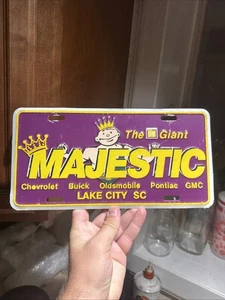 The Giant
MAJESTIC
Chevrolet Buick Oldsmobile Pontiac GMC
LAKE CITY SC